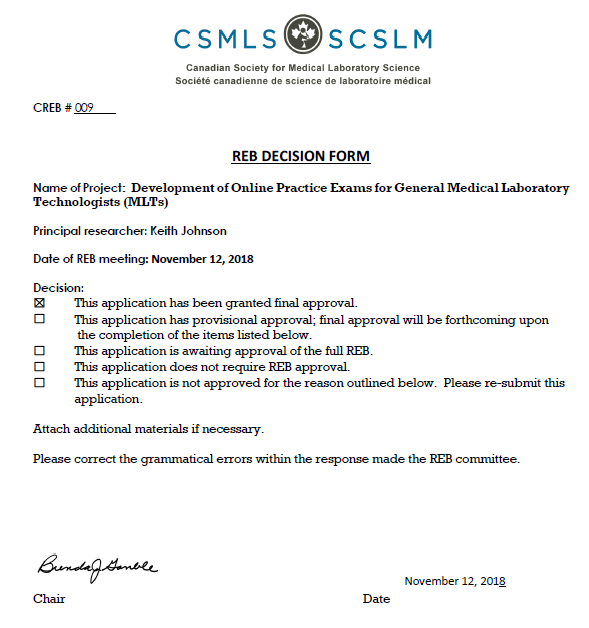 CSMLS SCSLM
Canadian Society for Medical Laboratory Science
Société canadienne de science de laboratoire médical
CREB # 009
REB DECISION FORM
Name of Project: Development of Online Practice Exams for General Medical Laboratory
Technologists (MLTs)
Principal researcher: Keith Johnson
Date of REB meeting: November 12, 2018
Decision:
☒ This application has been granted final approval.
☐ This application has provisional approval; final approval will be forthcoming upon
the completion of the items listed below.
☐ This application is awaiting approval of the full REB.
☐ This application does not require REB approval.
☐ This application is not approved for the reason outlined below. Please re-submit this
application.
Attach additional materials if necessary.
Please correct the grammatical errors within the response made the REB committee.
Brenda J Gamble
November 12, 2018
Chair Date